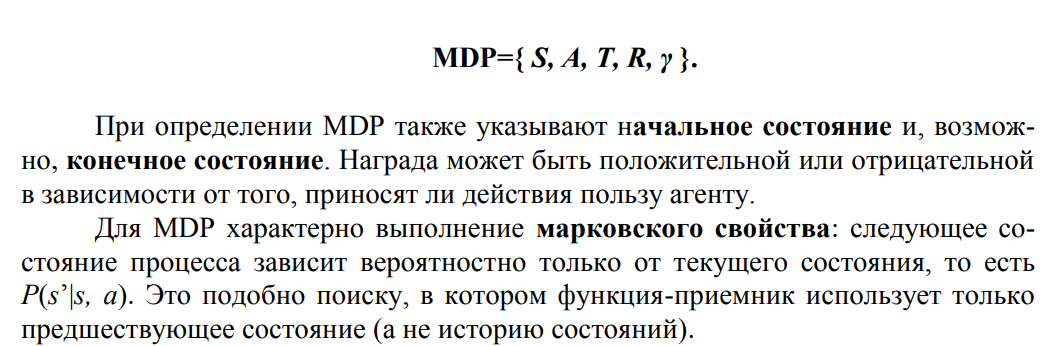 MDP={ S, A, T, R, γ }.
При определении MDP также указывают начальное состояние и, возмож-
но, конечное состояние. Награда может быть положительной или отрицательной
в зависимости от того, приносят ли действия пользу агенту.
Для MDP характерно выполнение марковского свойства: следующее со-
стояние процесса зависит вероятностно только от текущего состояния, то есть
P(s’|s, a). Это подобно поиску, в котором функция-приемник использует только
предшествующее состояние (а не историю состояний).